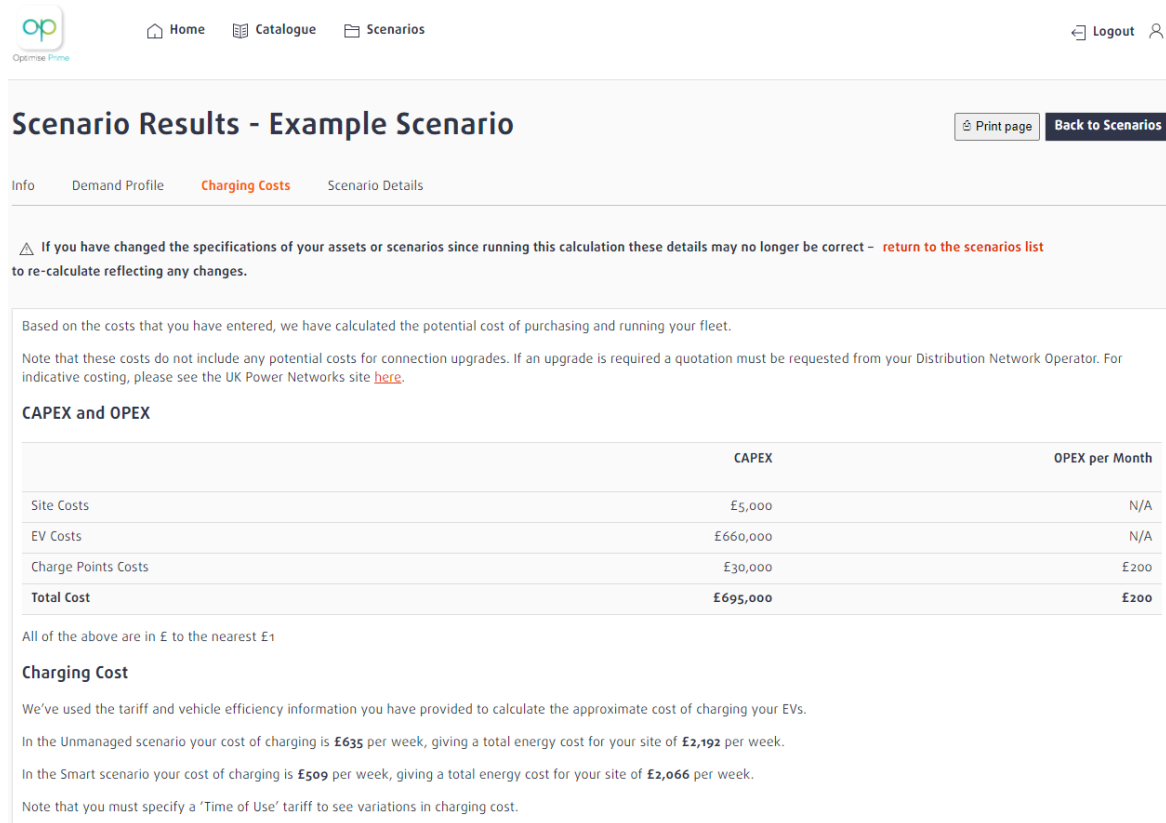 op
Optimise Prime
Home Catalogue Scenarios Logout
Scenario Results - Example Scenario
Print page Back to Scenarios
Info Demand Profile Charging Costs Scenario Details
If you have changed the specifications of your assets or scenarios since running this calculation these details may no longer be correct – return to the scenarios list
to re-calculate reflecting any changes.
Based on the costs that you have entered, we have calculated the potential cost of purchasing and running your fleet.
Note that these costs do not include any potential costs for connection upgrades. If an upgrade is required a quotation must be requested from your Distribution Network Operator. For
indicative costing, please see the UK Power Networks site here.
CAPEX and OPEX
CAPEX OPEX per Month
Site Costs £5,000 N/A
EV Costs £660,000 N/A
Charge Points Costs £30,000 £200
Total Cost £695,000 £200
All of the above are in £ to the nearest £1
Charging Cost
We've used the tariff and vehicle efficiency information you have provided to calculate the approximate cost of charging your EVs.
In the Unmanaged scenario your cost of charging is £635 per week, giving a total energy cost for your site of £2,192 per week.
In the Smart scenario your cost of charging is £509 per week, giving a total energy cost for your site of £2,066 per week.
Note that you must specify a 'Time of Use' tariff to see variations in charging cost.